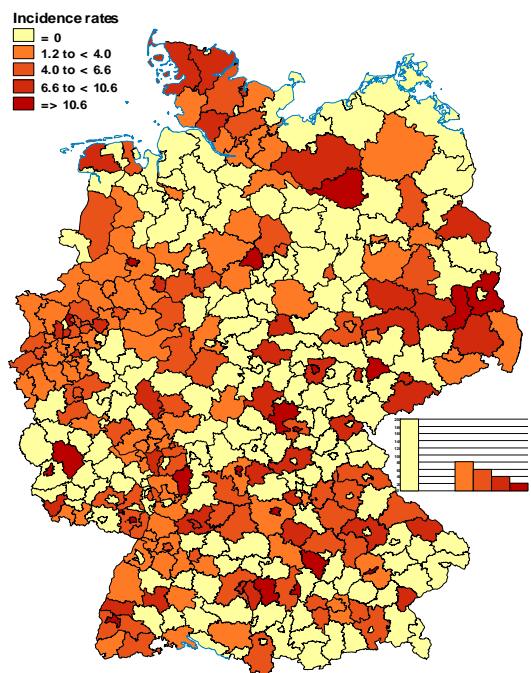 Incidence rates
= 0
1.2 to < 4.0
4.0 to < 6.6
6.6 to < 10.6
=> 10.6